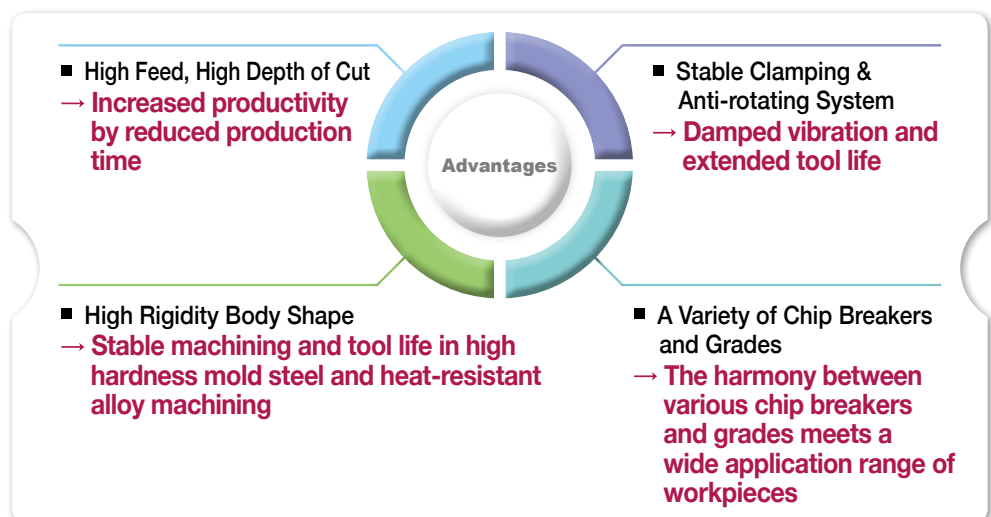 ■ High Feed, High Depth of Cut
→ Increased productivity
by reduced production
time
Advantages
■ Stable Clamping &
Anti-rotating System
→ Damped vibration and
extended tool life
■ High Rigidity Body Shape
→ Stable machining and tool life in high
hardness mold steel and heat-resistant
alloy machining
■ A Variety of Chip Breakers
and Grades
→ The harmony between
various chip breakers
and grades meets a
wide application range of
workpieces